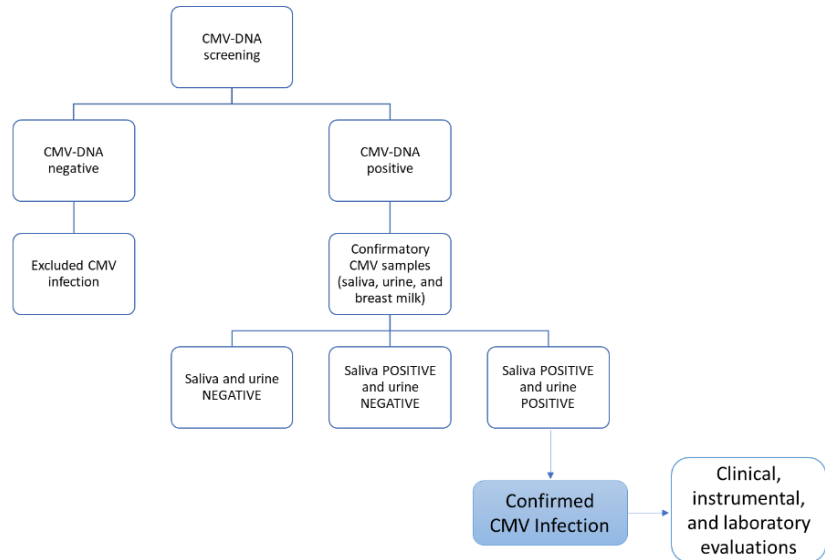 CMV-DNA
screening
CMV-DNA
negative
CMV-DNA
positive
Excluded CMV
infection
Confirmatory
CMV samples
(saliva, urine, and
breast milk)
Saliva and urine
NEGATIVE
Saliva POSITIVE
and urine
NEGATIVE
Saliva POSITIVE
and urine
POSITIVE
Confirmed
CMV Infection
Clinical,
instrumental,
and laboratory
evaluations